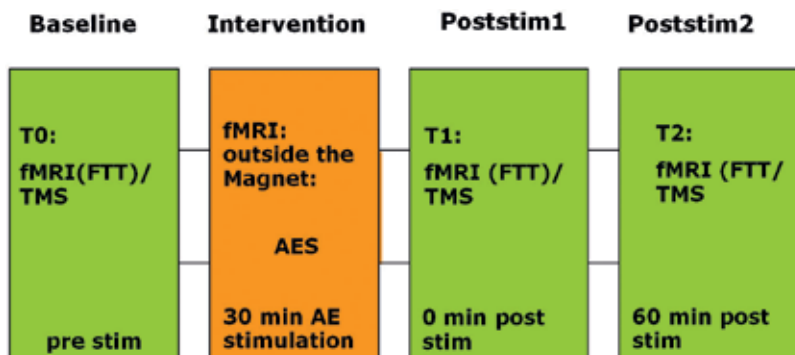 Baseline
Intervention
Poststim1
Poststim2
T0:
fMRI(FTT)/
TMS
pre stim
fMRI:
outside the
Magnet:
AES
30 min AE
stimulation
T1:
fMRI (FTT)/
TMS
0 min post
stim
T2:
fMRI (FTT/
TMS
60 min post
stim